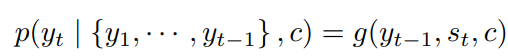 p(y_t | {y_1, ⋯ , y_{t−1}} , c) = g(y_{t−1}, s_t, c)